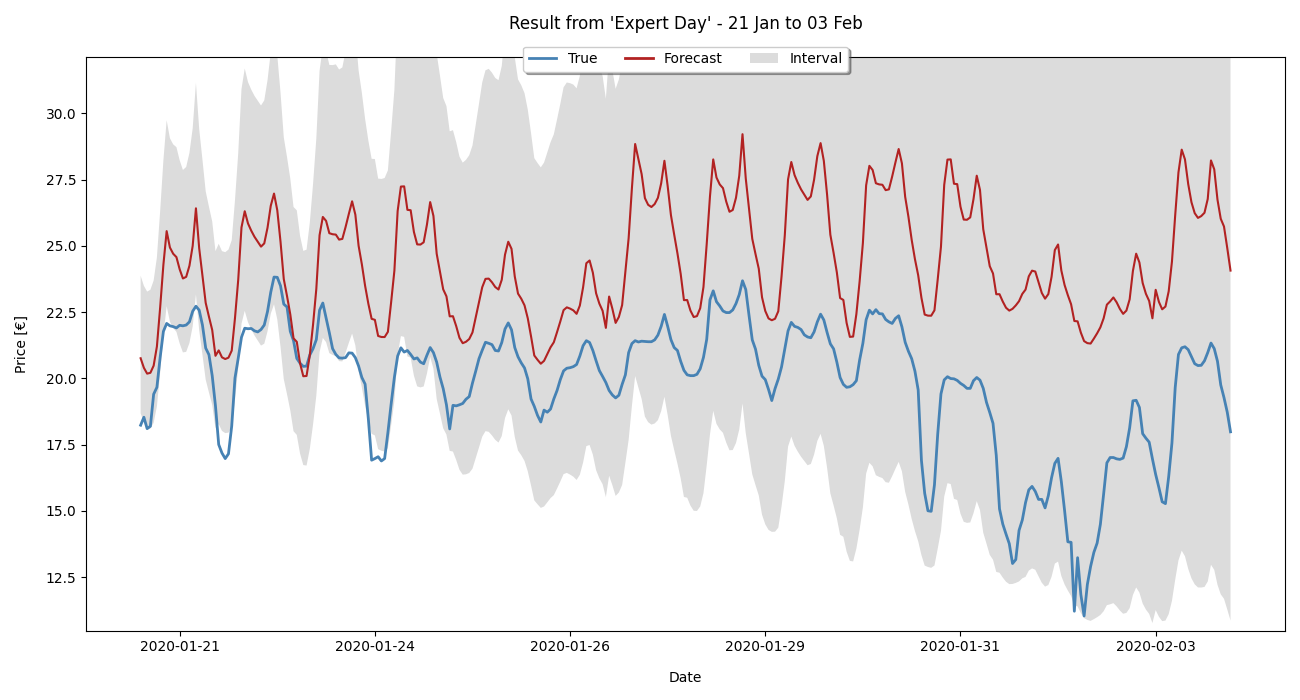 Result from 'Expert Day' - 21 Jan to 03 Feb
True Forecast Interval
30.0
27.5
25.0
22.5
20.0
17.5
15.0
12.5
Price [€]
2020-01-21 2020-01-24 2020-01-26 2020-01-29 2020-01-31 2020-02-03
Date